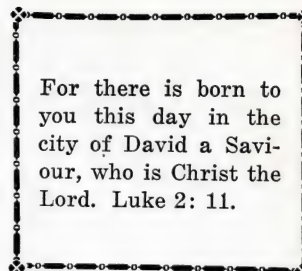 For there is born to
you this day in the
city of David a Savi-
our, who is Christ the
Lord. Luke 2: 11.